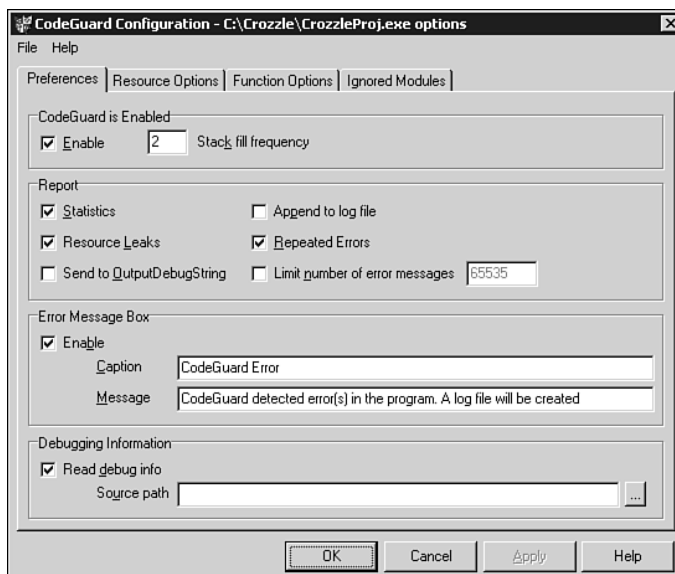 CodeGuard Configuration - C:\Crozzle\CrozzleProj.exe options
File Help
Preferences Resource Options Function Options Ignored Modules
CodeGuard is Enabled
Enable 2 Stack fill frequency
Report
Statistics Append to log file
Resource Leaks Repeated Errors
Send to OutputDebugString Limit number of error messages 65535
Error Message Box
Enable
Caption CodeGuard Error
Message CodeGuard detected error(s) in the program. A log file will be created
Debugging Information
Read debug info
Source path ...
OK Cancel Apply Help